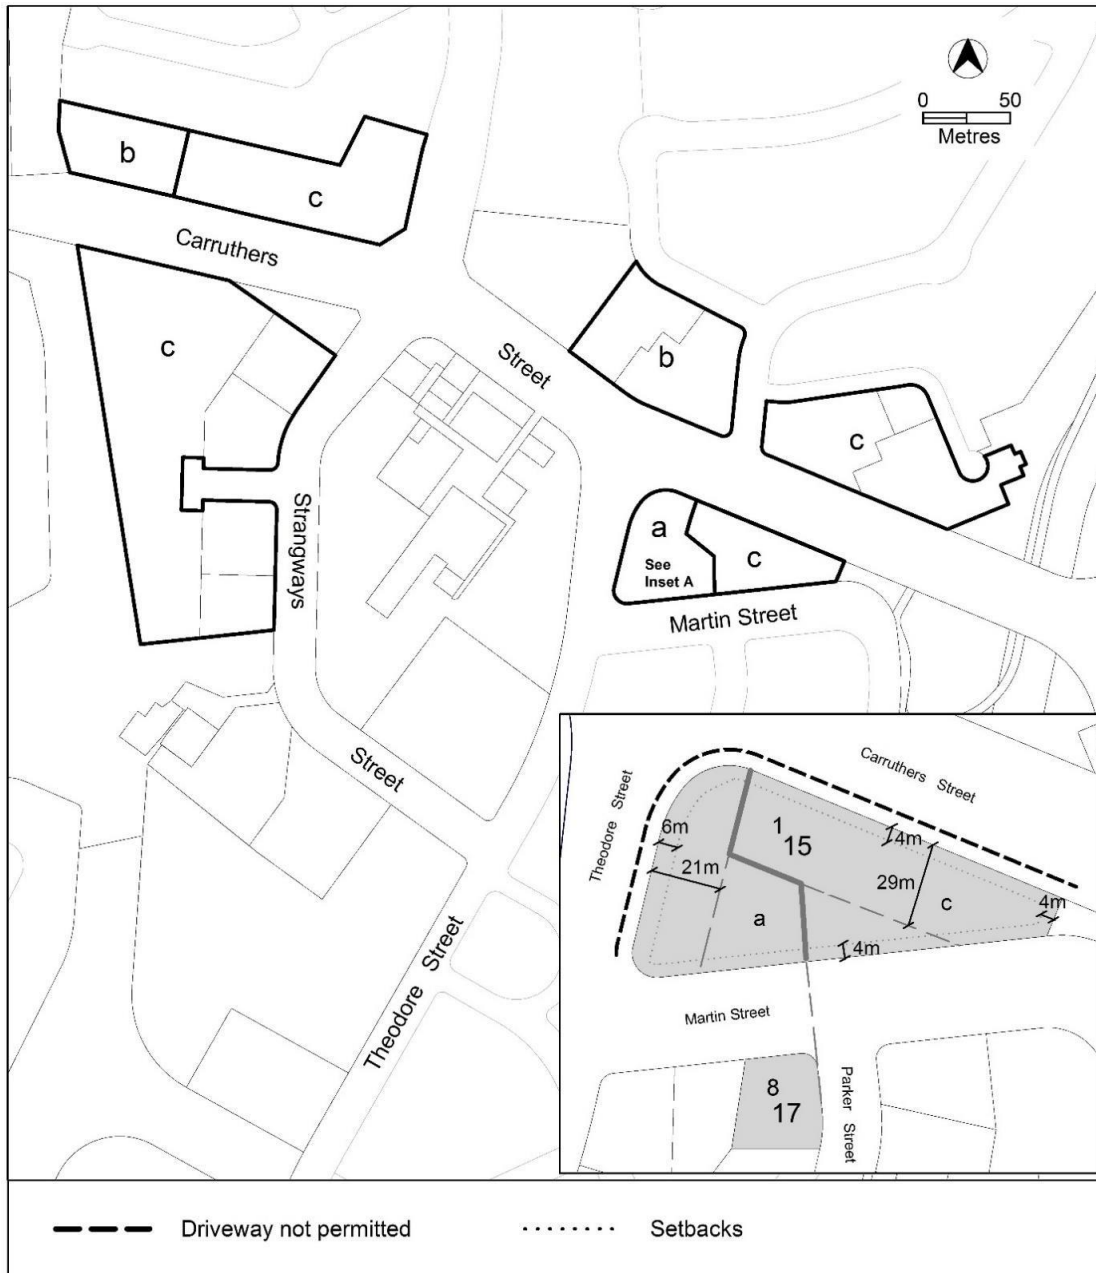 0 50
Metres
b
c
Carruthers
Street
c
b
c
a
See
Inset A
c
Strangways
Street
Martin Street
Theodore Street
Theodore Street
Carruthers Street
6m
21m
1
15
4m
29m
c
4m
a
4m
Martin Street
8
17
Parker Street
Driveway not permitted
Setbacks